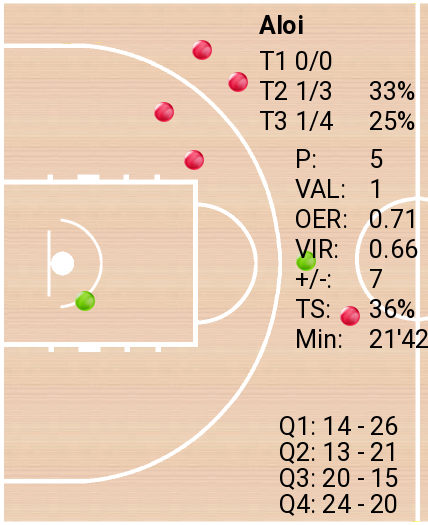 Aloi
T1 0/0
T2 1/3 33%
T3 1/4 25%
P: 5
VAL: 1
OER: 0.71
VIR: 0.66
+/-: 7
TS: 36%
Min: 21'42
Q1: 14 - 26
Q2: 13 - 21
Q3: 20 - 15
Q4: 24 - 20